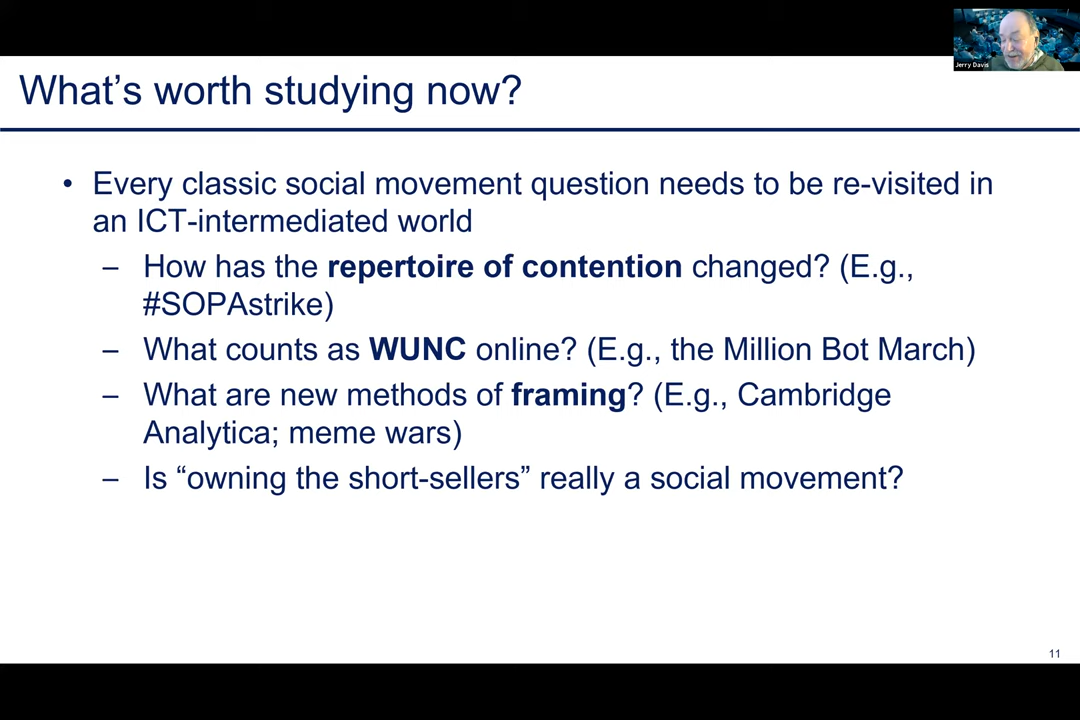 Jerry Davis
What’s worth studying now?
• Every classic social movement question needs to be re-visited in
an ICT-intermediated world
– How has the repertoire of contention changed? (E.g.,
#SOPAstrike)
– What counts as WUNC online? (E.g., the Million Bot March)
– What are new methods of framing? (E.g., Cambridge
Analytica; meme wars)
– Is “owning the short-sellers” really a social movement?
11